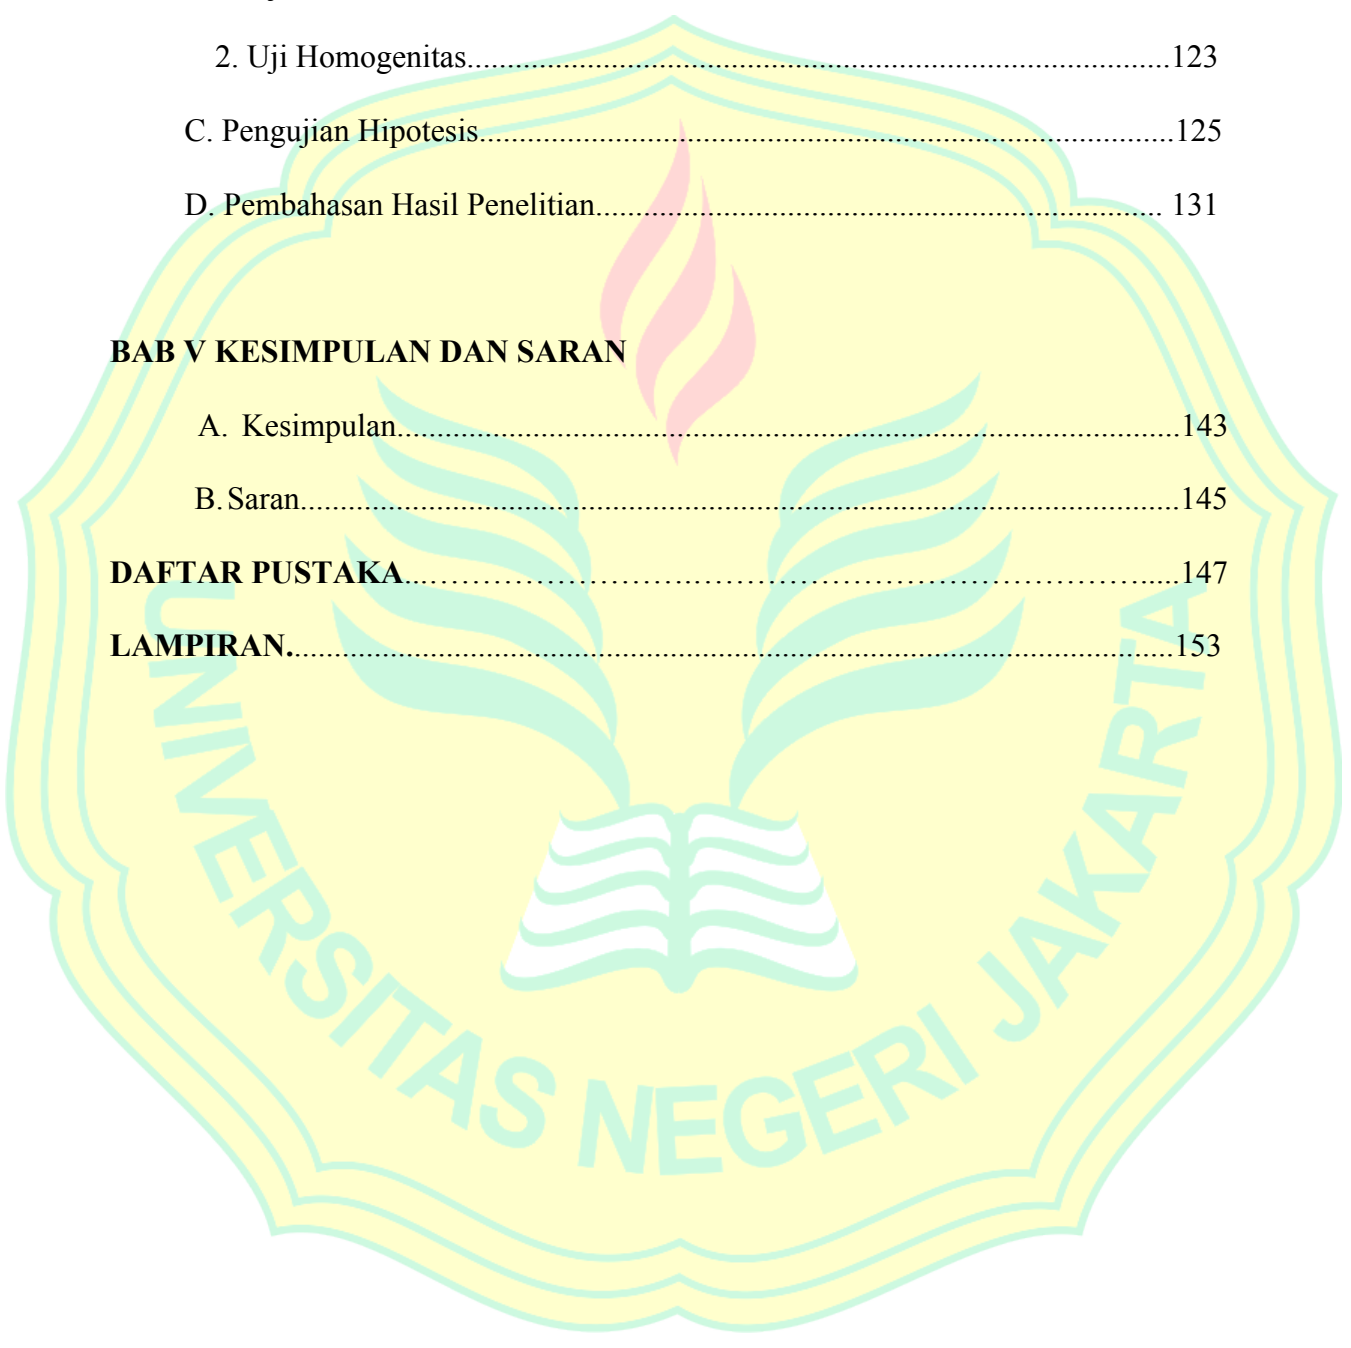 2. Uji Homogenitas........................................................................................123
C. Pengujian Hipotesis.......................................................................................125
D. Pembahasan Hasil Penelitian....................................................................... 131
BAB V KESIMPULAN DAN SARAN
A. Kesimpulan..................................................................................................143
B. Saran..............................................................................................................145
DAFTAR PUSTAKA...……………………………………………………………….....147
LAMPIRAN...............................................................................................................153
UNIVERSITAS NEGERI JAKARTA